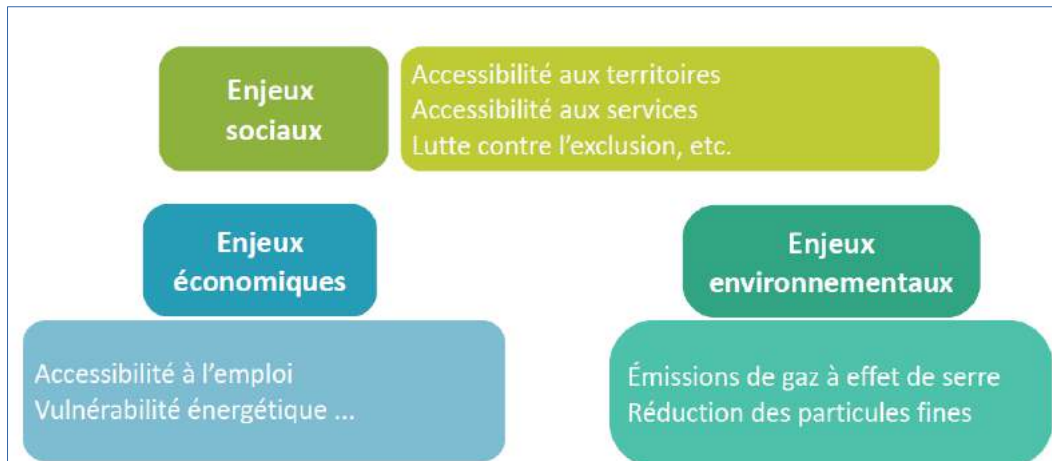 Enjeux
sociaux
Accessibilité aux territoires
Accessibilité aux services
Lutte contre l’exclusion, etc.
Enjeux
économiques
Accessibilité à l’emploi
Vulnérabilité énergétique ...
Enjeux
environnementaux
Émissions de gaz à effet de serre
Réduction des particules fines